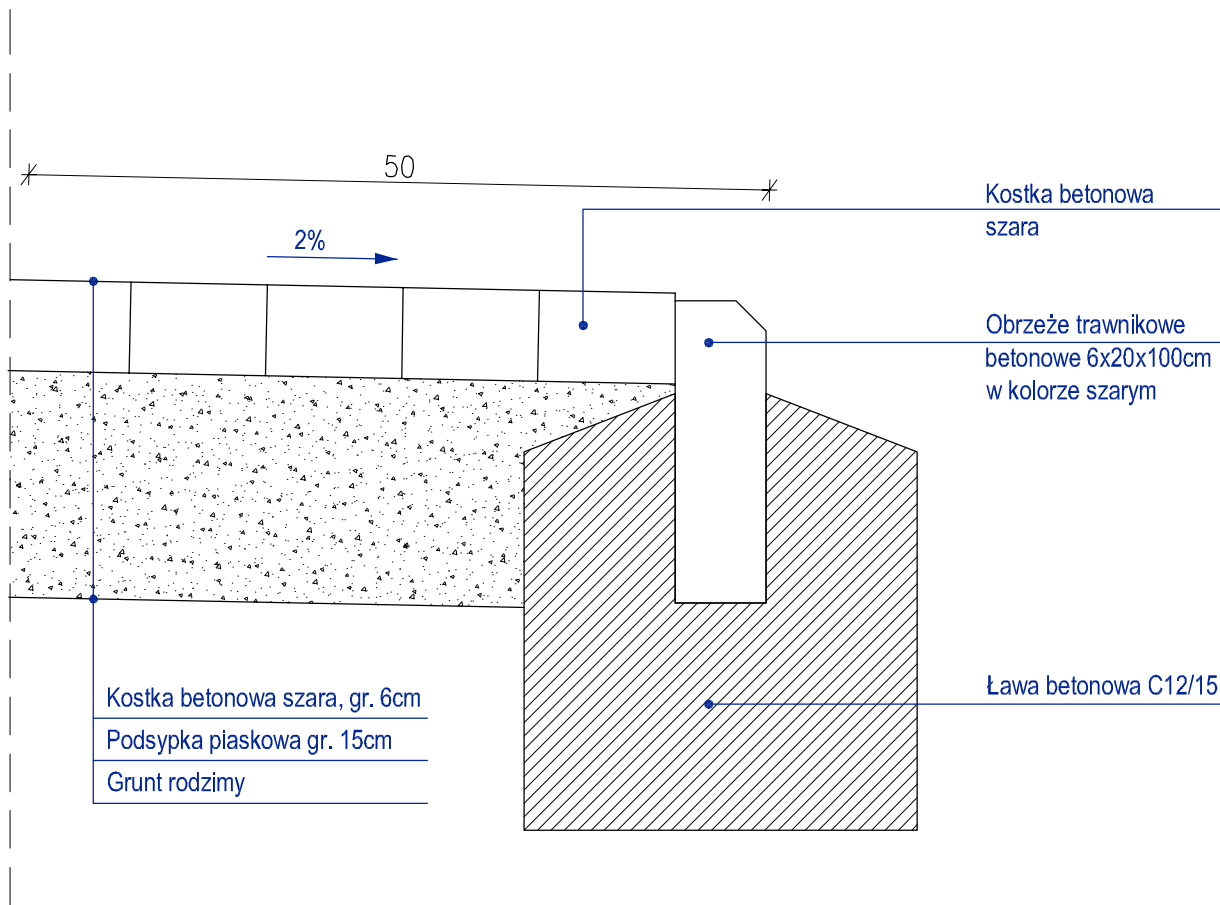 50
2%
Kostka betonowa
szara
Obrzeże trawnikowe
betonowe 6x20x100cm
w kolorze szarym
Ława betonowa C12/15
Kostka betonowa szara, gr. 6cm
Podsypka piaskowa gr. 15cm
Grunt rodzimy